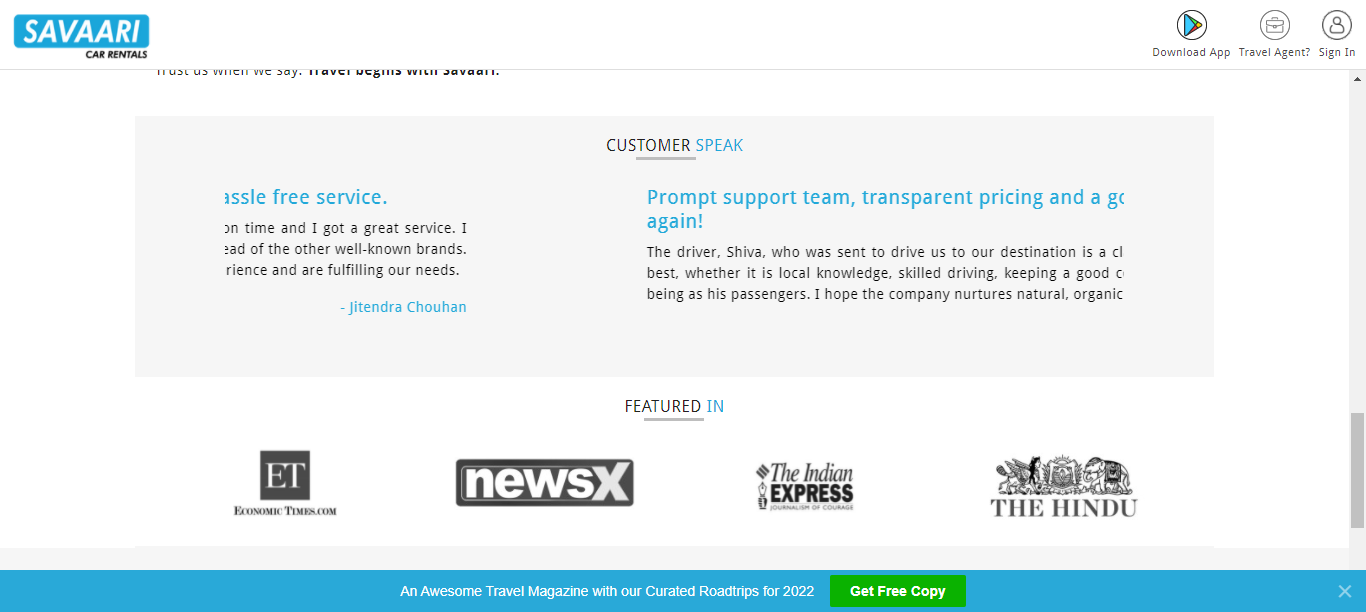 SAVAARI
CAR RENTALS
Download App
Travel Agent?
Sign In
Trust us when we say. Travel begins with Savaari.
CUSTOMER SPEAK
assle free service.
on time and I got a great service. I
ead of the other well-known brands.
rience and are fulfilling our needs.
- Jitendra Chouhan
Prompt support team, transparent pricing and a go
again!
The driver, Shiva, who was sent to drive us to our destination is a cl
best, whether it is local knowledge, skilled driving, keeping a good c
being as his passengers. I hope the company nurtures natural, organic
FEATURED IN
ET
ECONOMIC TIMES.COM
newsX
The Indian
EXPRESS
JOURNALISM OF COURAGE
THE HINDU
An Awesome Travel Magazine with our Curated Roadtrips for 2022
Get Free Copy